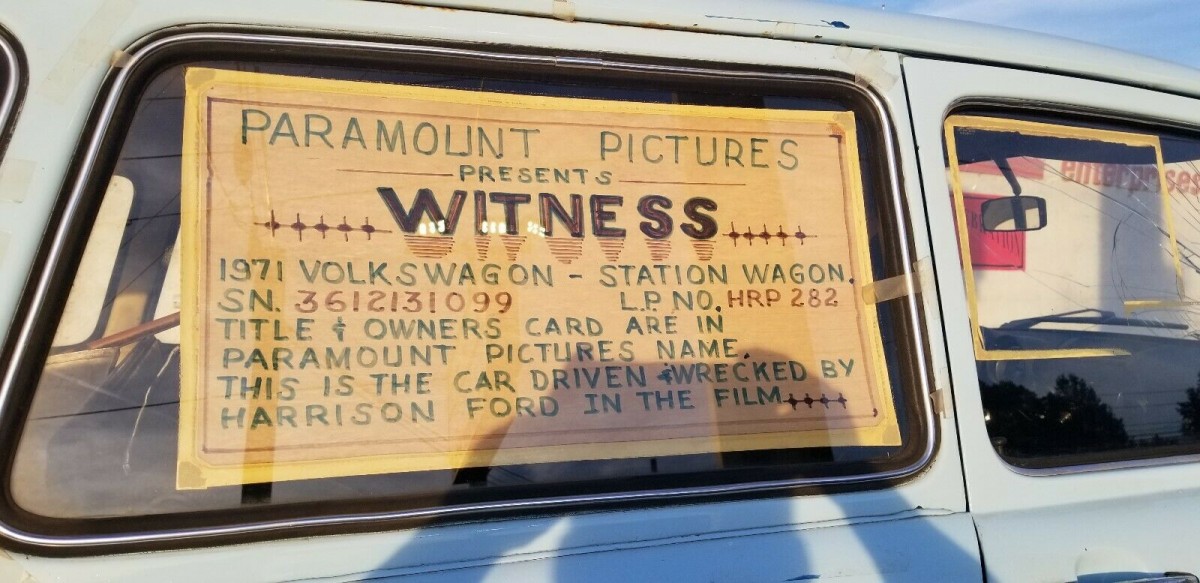 PARAMOUNT PICTURES
PRESENTS
WITNESS
1971 VOLKSWAGON - STATION WAGON.
SN. 3612131099 L.P. NO. HRP 282
TITLE & OWNERS CARD ARE IN
PARAMOUNT PICTURES NAME.
THIS IS THE CAR DRIVEN & WRECKED BY
HARRISON FORD IN THE FILM
enterprises